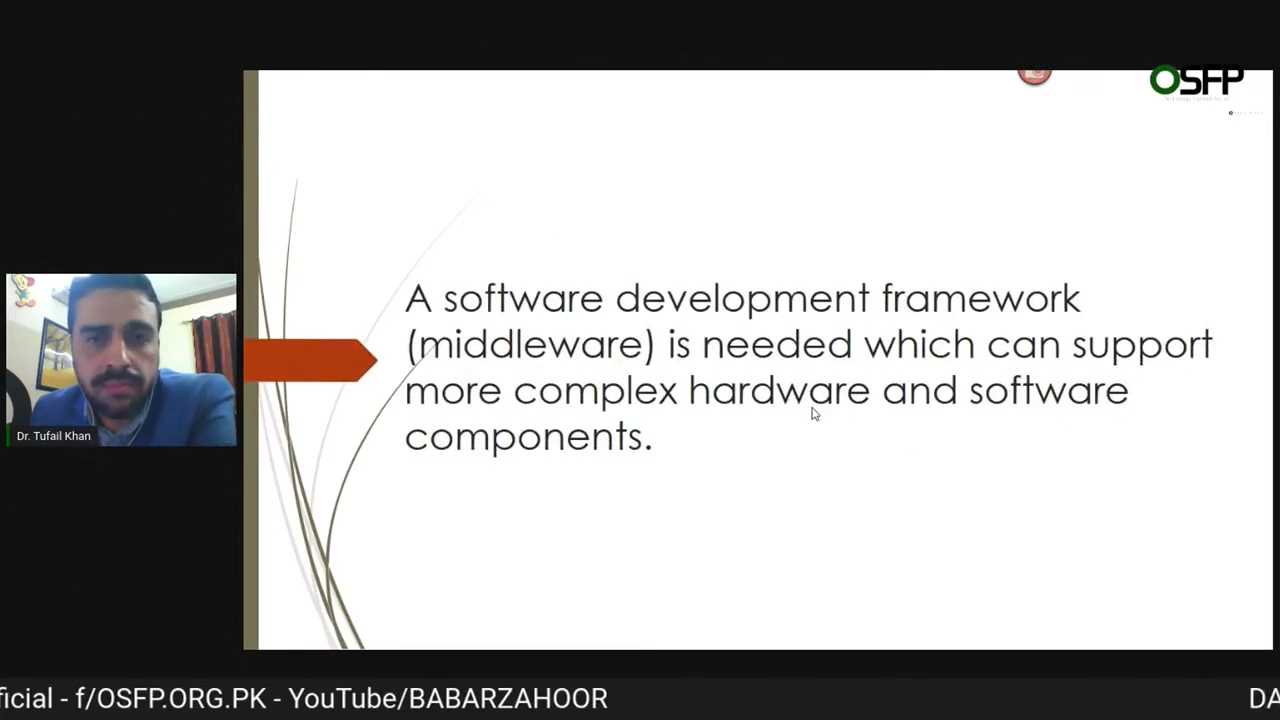 OSFP
A software development framework
(middleware) is needed which can support
more complex hardware and software
components.
Dr. Tufail Khan
ficial - f/OSFP.ORG.PK - YouTube/BABARZAHOOR
DA